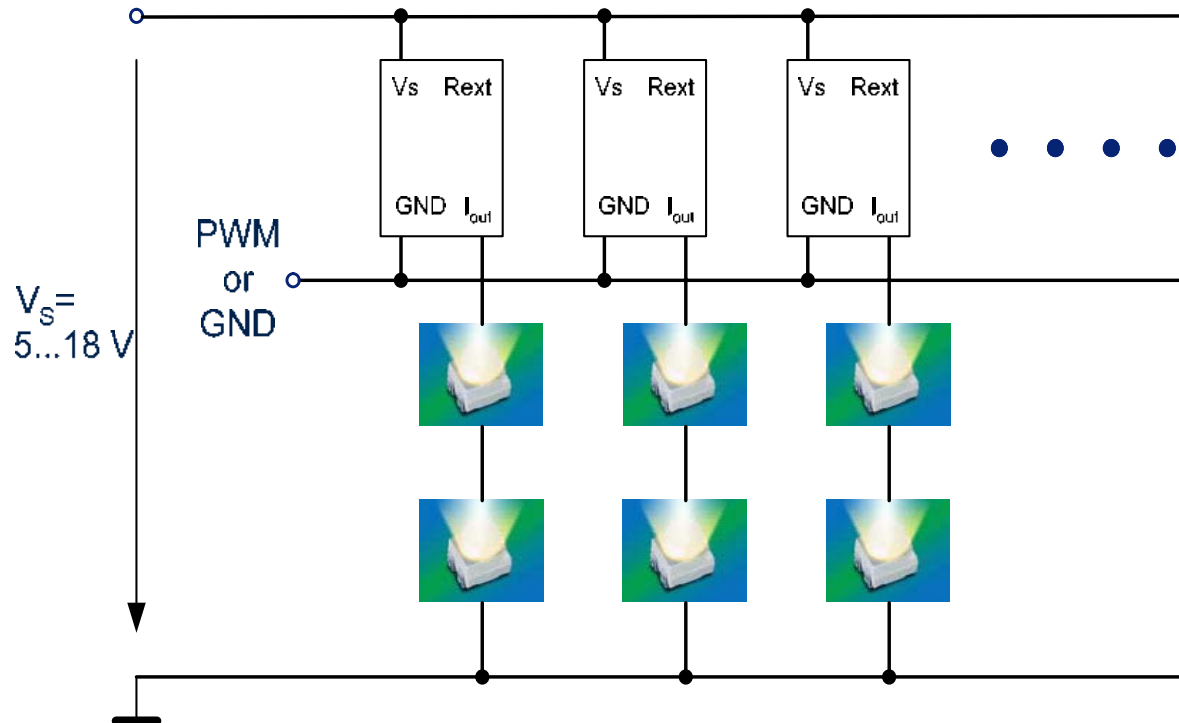 Vs Rext
GND Iout
Vs Rext
GND Iout
Vs Rext
GND Iout
PWM
or
GND
VS=
5...18 V